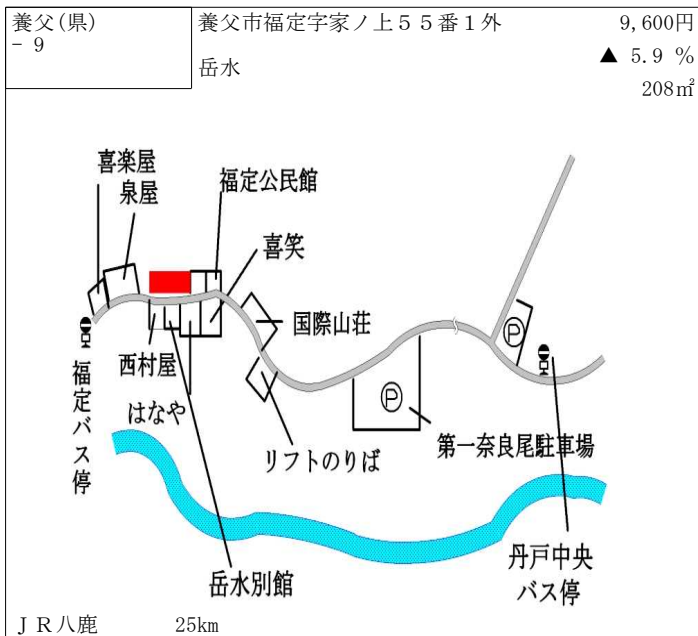 養父(県)
－9
養父市福定字家ノ上５５番１外
岳水
9,600円
▲ 5.9 %
208㎡
喜楽屋
泉屋
福定公民館
喜笑
国際山荘
西村屋
はなや
福定バス停
リフトのりば
Ⓟ
Ⓟ
第一奈良尾駐車場
岳水別館
丹戸中央
バス停
ＪＲ八鹿 25km